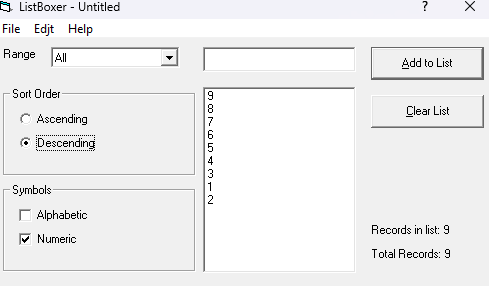 ListBoxer - Untitled
? ×
File Edjt Help
Range
All
Add to List
Sort Order
Ascending
Descending
9
8
7
6
5
4
3
1
2
Clear List
Symbols
Alphabetic
Numeric
Records in list: 9
Total Records: 9